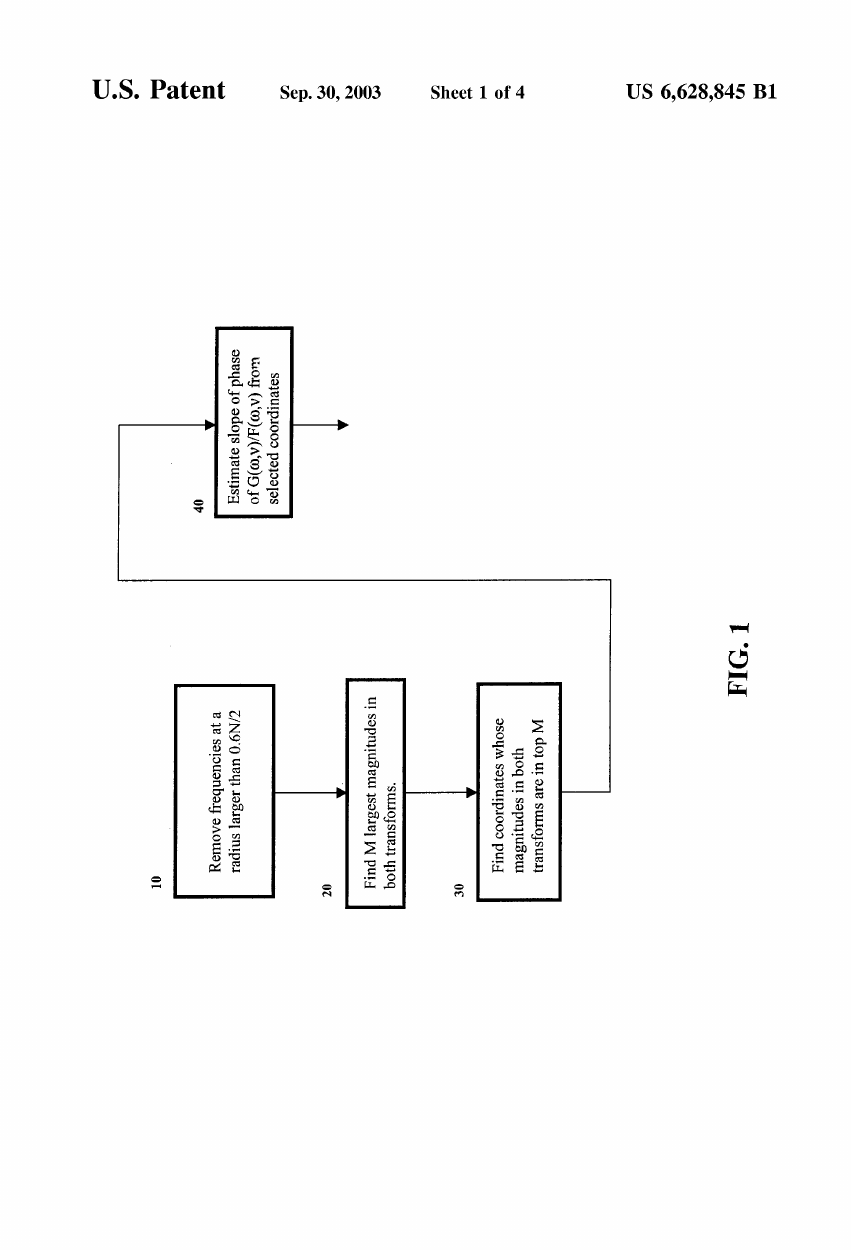 U.S. Patent Sep. 30, 2003 Sheet 1 of 4 US 6,628,845 B1
10
Remove frequencies at a
radius larger than 0.6N/2
20
Find M largest magnitudes in
both transforms.
30
Find coordinates whose
magnitudes in both
transforms are in top M
40
Estimate slope of phase
of G(ω,ν)/F(ω,ν) from
selected coordinates
FIG. 1